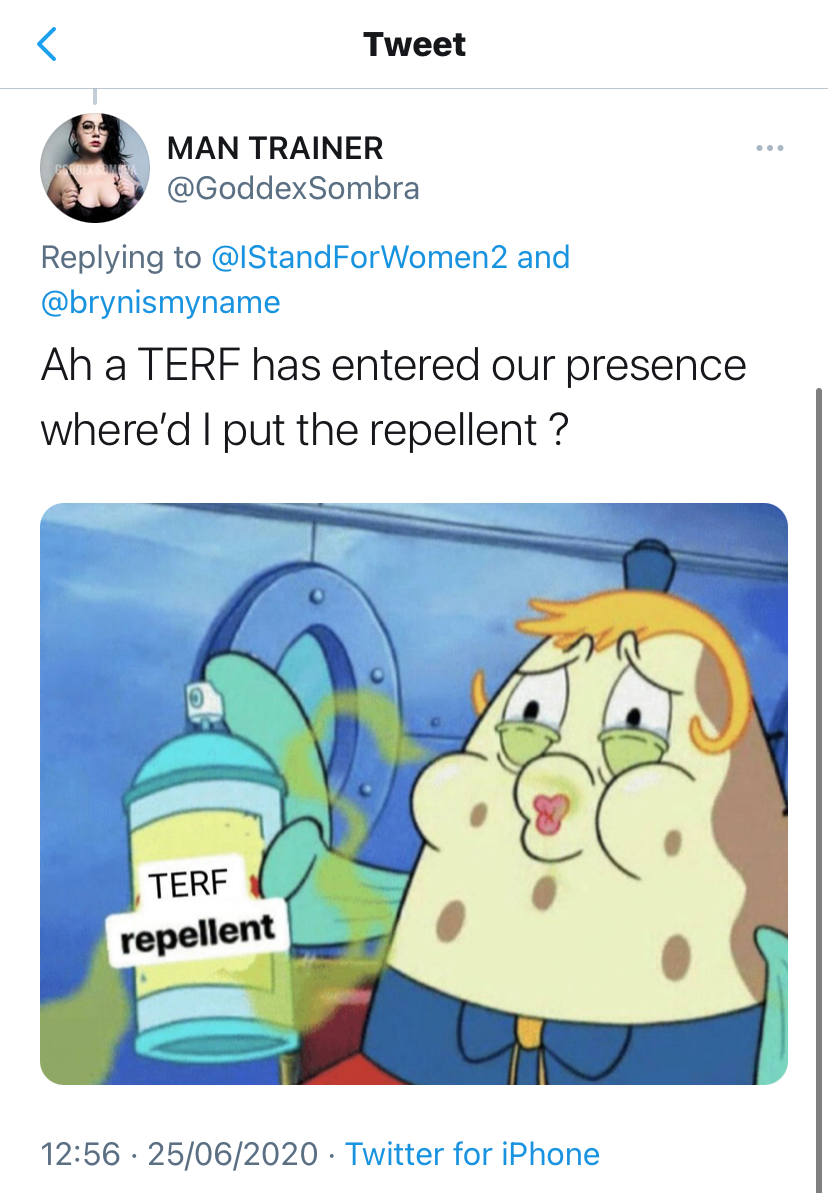 Tweet
MAN TRAINER
@GoddexSombra
Replying to @IStandForWomen2 and
@brynismyname
Ah a TERF has entered our presence
where'd I put the repellent ?
TERF
repellent
12:56 · 25/06/2020 · Twitter for iPhone